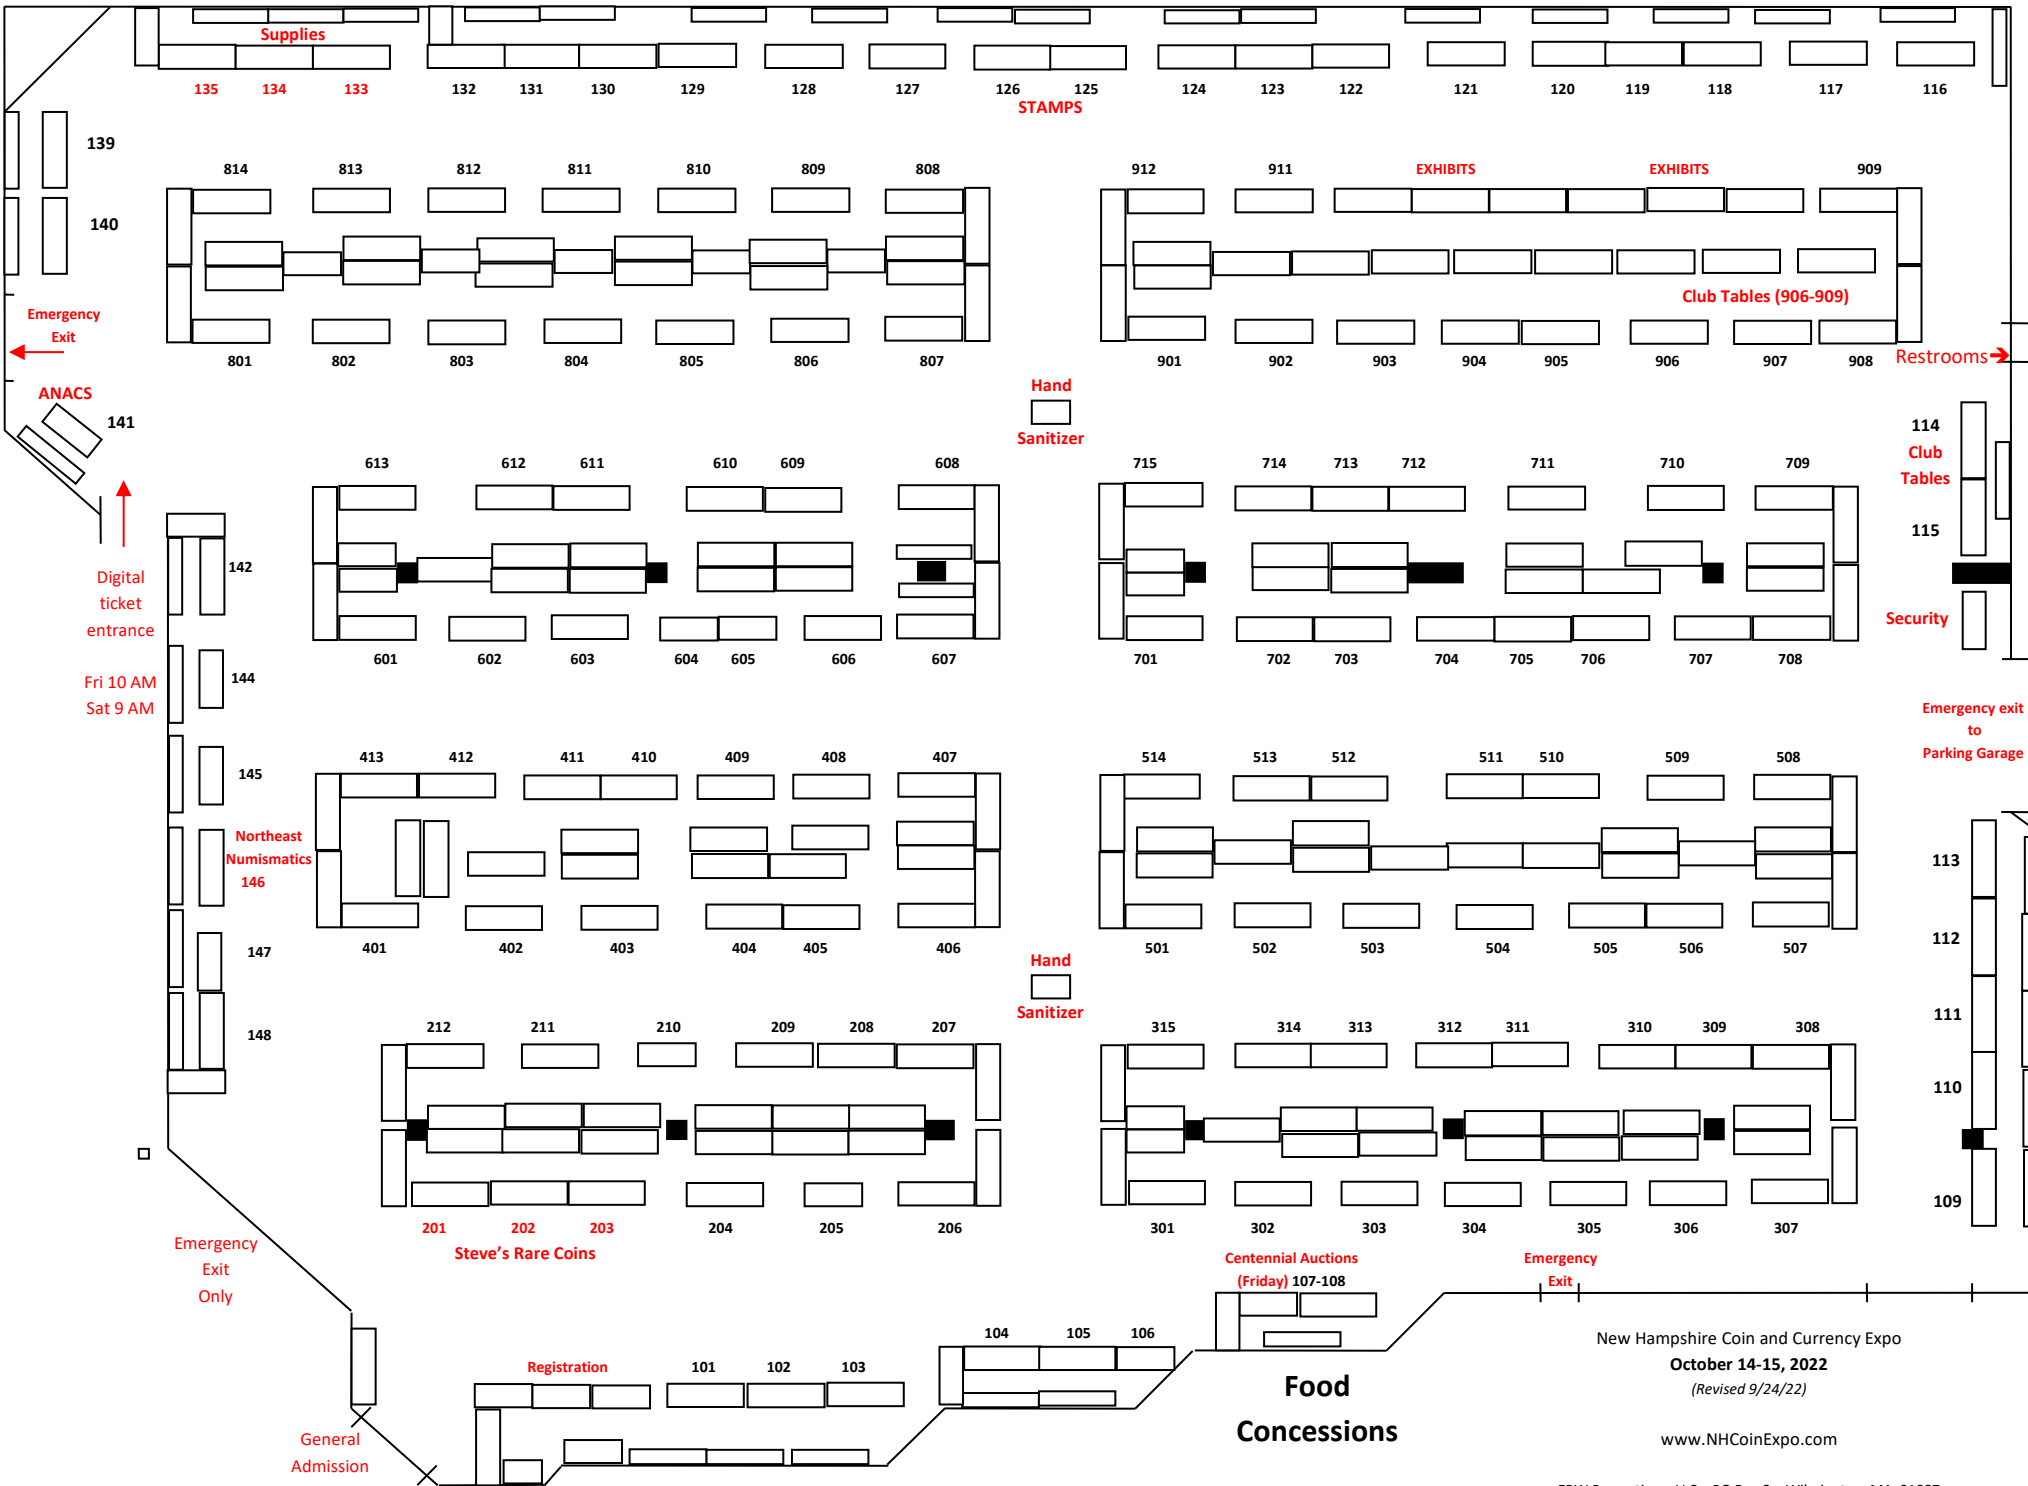 Supplies
135 134 133 132 131 130 129 128 127 126 125 124 123 122 121 120 119 118 117 116
STAMPS
139
140
814 813 812 811 810 809 808 912 911 EXHIBITS EXHIBITS 909
Club Tables (906-909)
Emergency
Exit
801 802 803 804 805 806 807 901 902 903 904 905 906 907 908
Restrooms
ANACS
141
Hand
Sanitizer
114
Club
Tables
115
613 612 611 610 609 608 715 714 713 712 711 710 709
142
Digital
ticket
entrance
Fri 10 AM
Sat 9 AM
Security
601 602 603 604 605 606 607 701 702 703 704 705 706 707 708
144
Emergency exit
to
Parking Garage
413 412 411 410 409 408 407 514 513 512 511 510 509 508
145
Northeast
Numismatics
146
113
401 402 403 404 405 406 501 502 503 504 505 506 507
112
147
Hand
Sanitizer
111
148
212 211 210 209 208 207 315 314 313 312 311 310 309 308
110
109
201 202 203 204 205 206 301 302 303 304 305 306 307
Steve’s Rare Coins
Emergency
Exit
Only
Centennial Auctions
(Friday) 107-108
Emergency
Exit
104 105 106
Registration 101 102 103
General
Admission
Food
Concessions
New Hampshire Coin and Currency Expo
October 14-15, 2022
(Revised 9/24/22)
www.NHCoinExpo.com